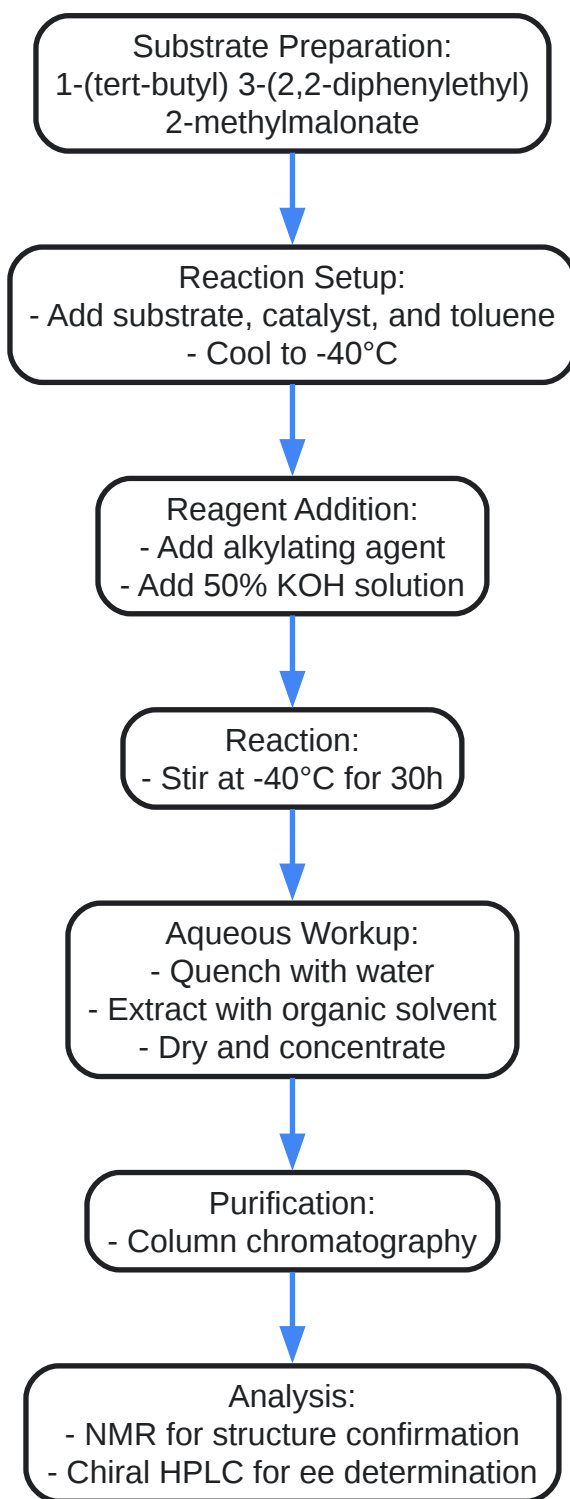 Substrate Preparation:
1-(tert-butyl) 3-(2,2-diphenylethyl)
2-methylmalonate
Reaction Setup:
- Add substrate, catalyst, and toluene
- Cool to -40°C
Reagent Addition:
- Add alkylating agent
- Add 50% KOH solution
Reaction:
- Stir at -40°C for 30h
Aqueous Workup:
- Quench with water
- Extract with organic solvent
- Dry and concentrate
Purification:
- Column chromatography
Analysis:
- NMR for structure confirmation
- Chiral HPLC for ee determination